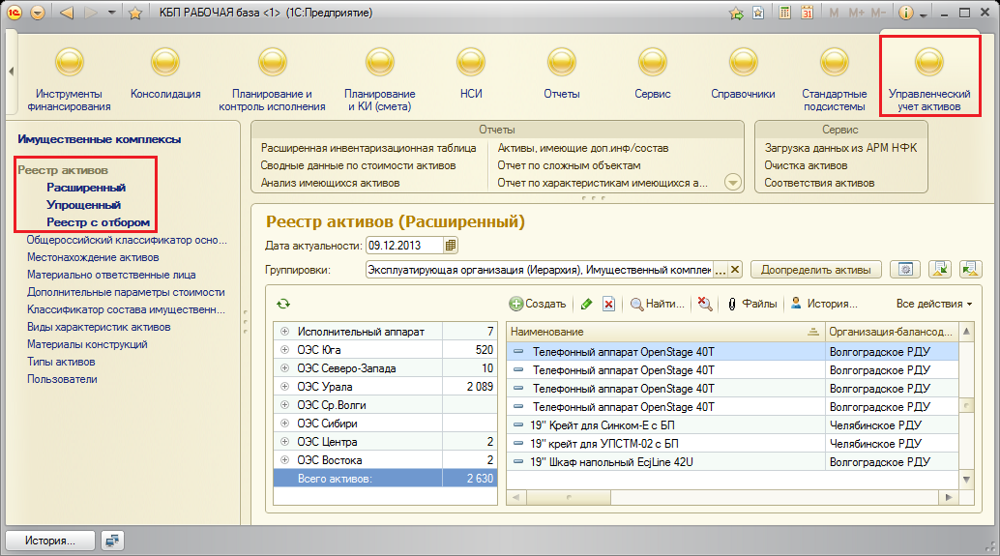 КБП РАБОЧАЯ база <1> (1С:Предприятие)
M M+ M-
Инструменты финансирования
Консолидация
Планирование и контроль исполнения
Планирование и КИ (смета)
НСИ
Отчеты
Сервис
Справочники
Стандартные подсистемы
Управленческий учет активов
Имущественные комплексы
Реестр активов
Расширенный
Упрощенный
Реестр с отбором
Общероссийский классификатор осно...
Местонахождение активов
Материально ответственные лица
Дополнительные параметры стоимости
Классификатор состава имуществен...
Виды характеристик активов
Материалы конструкций
Типы активов
Пользователи
Отчеты
Расширенная инвентаризационная таблица
Активы, имеющие доп.инф/состав
Сводные данные по стоимости активов
Отчет по сложным объектам
Анализ имеющихся активов
Отчет по характеристикам имеющихся а...
Сервис
Загрузка данных из АРМ НФК
Очистка активов
Соответствия активов
Реестр активов (Расширенный)
Дата актуальности: 09.12.2013
Группировки: Эксплуатирующая организация (Иерархия), Имущественный комплек ... Доопределить активы
Создать Найти... Файлы История... Все действия
Исполнительный аппарат 7
ОЭС Юга 520
ОЭС Северо-Запада 10
ОЭС Урала 2 089
ОЭС Ср.Волги
ОЭС Сибири
ОЭС Центра 2
ОЭС Востока 2
Всего активов: 2 630
Наименование Организация-балансод...
Телефонный аппарат OpenStage 40T Волгоградское РДУ
Телефонный аппарат OpenStage 40T Волгоградское РДУ
Телефонный аппарат OpenStage 40T Волгоградское РДУ
Телефонный аппарат OpenStage 40T Волгоградское РДУ
19" Крейт для Синком-Е с БП Челябинское РДУ
19" крейт для УПСТМ-02 с БП Челябинское РДУ
19" Шкаф напольный EcjLine 42U Волгоградское РДУ
История...